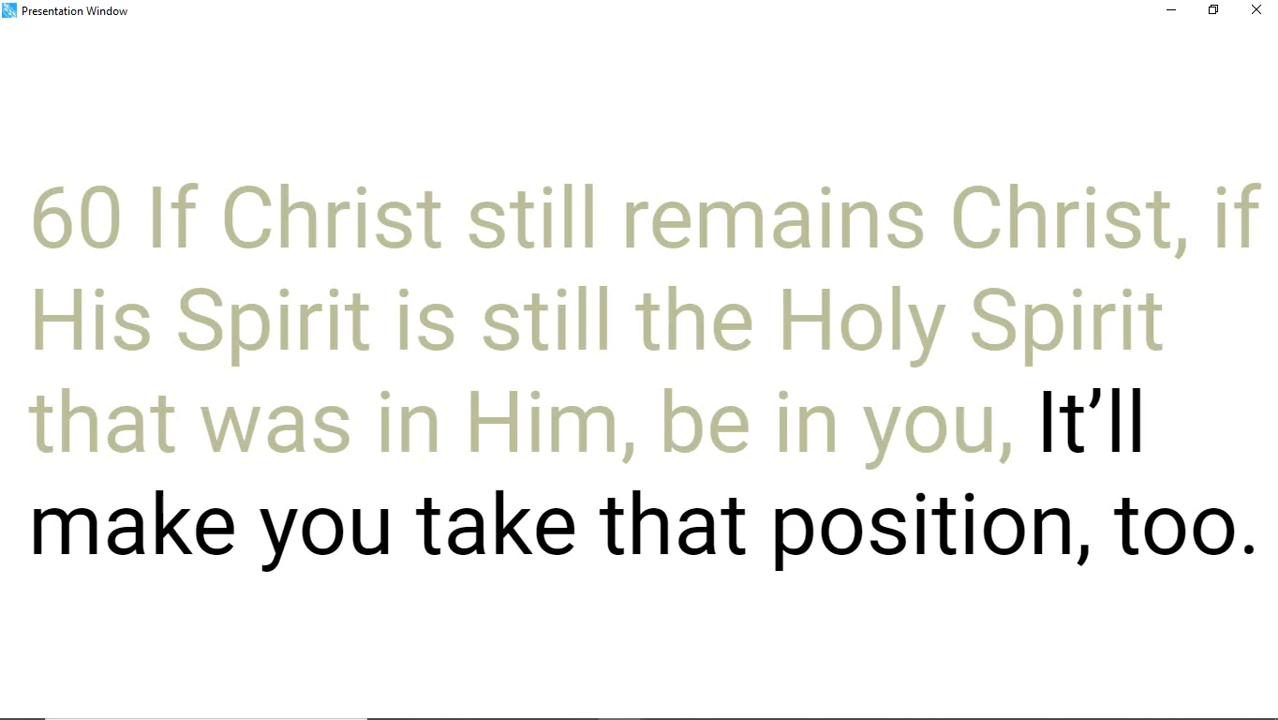 Presentation Window
60 If Christ still remains Christ, if
His Spirit is still the Holy Spirit
that was in Him, be in you, It’ll
make you take that position, too.